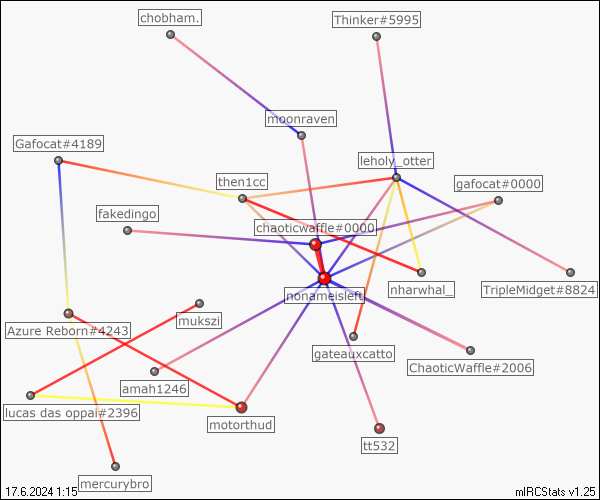 chobham.
Thinker#5995
moonraven
Gafocat#4189
leholy_otter
then1cc
gafocat#0000
fakedingo
chaoticwaffle#0000
nonameisleft
nharwhal_
TripleMidget#8824
mukszi
Azure Reborn#4243
gateauxcatto
ChaoticWaffle#2006
amah1246
lucas das oppai#2396
motorthud
tt532
mercurybro
17.6.2024 1:15
mIRCStats v1.25